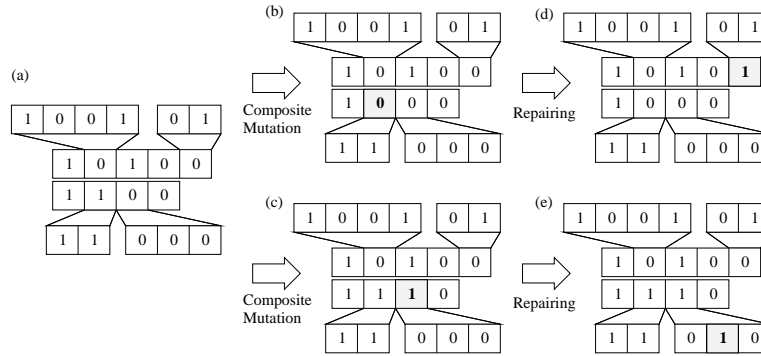 (a)
1 0 0 1 0 1
1 0 1 0 0
1 1 0 0
1 1 0 0 0
(b)
1 0 0 1 0 1
1 0 1 0 0
1 0 0 0
1 1 0 0 0
Composite
Mutation
(c)
1 0 0 1 0 1
1 0 1 0 0
1 1 1 0
1 1 0 0 0
Composite
Mutation
(d)
1 0 0 1 0 1
1 0 1 0 1
1 0 0 0
1 1 0 0 0
Repairing
(e)
1 0 0 1 0 1
1 0 1 0 0
1 1 1 0
1 1 0 1 0
Repairing